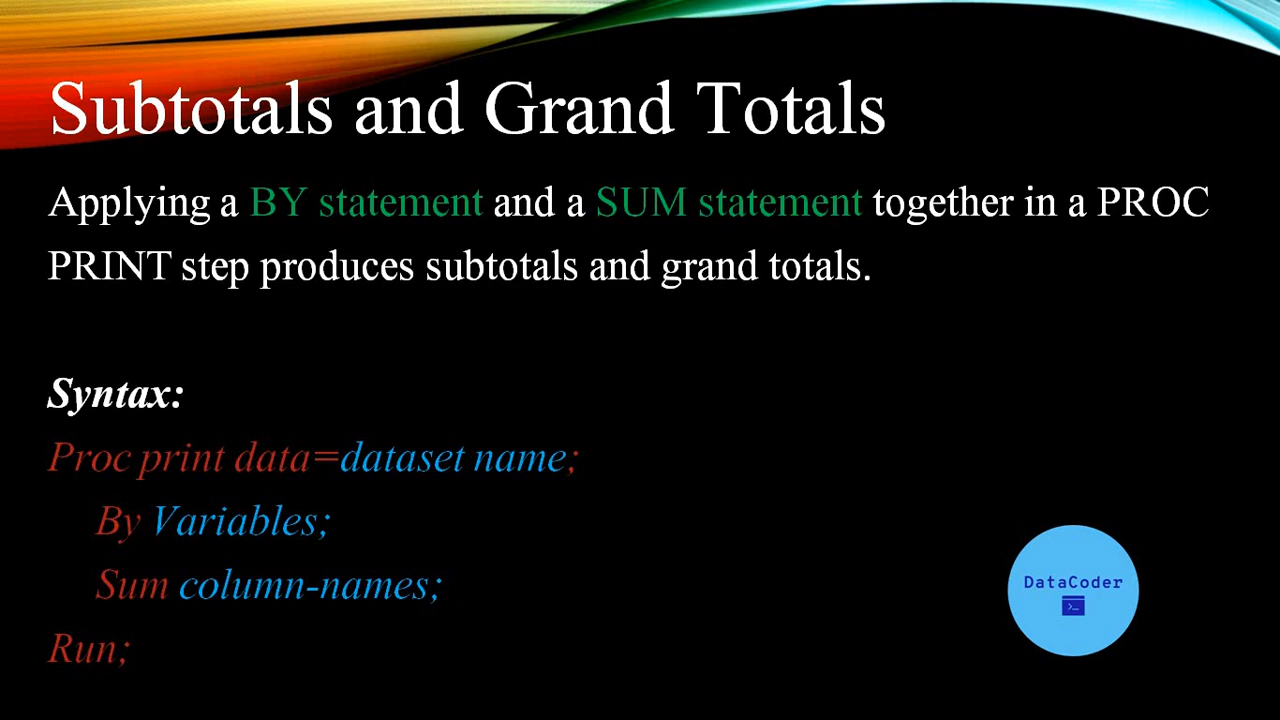 Subtotals and Grand Totals
Applying a BY statement and a SUM statement together in a PROC
PRINT step produces subtotals and grand totals.
Syntax:
Proc print data=dataset name;
By Variables;
Sum column-names;
Run;
DataCoder
>_